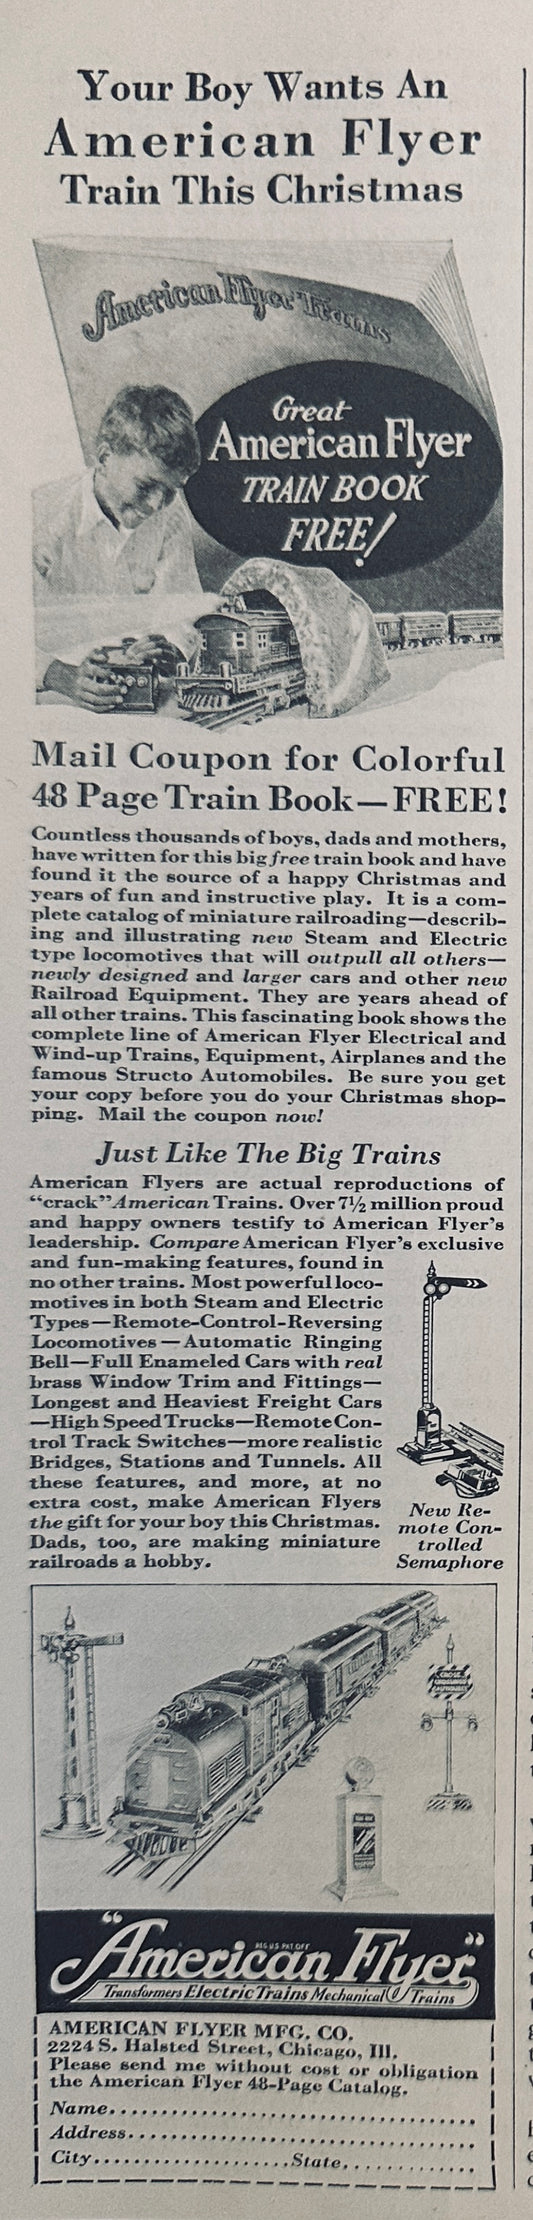 Your Boy Wants An
American Flyer
Train This Christmas
American Flyer Trains
Great
American Flyer
TRAIN BOOK
FREE!
Mail Coupon for Colorful
48 Page Train Book—FREE!
Countless thousands of boys, dads and mothers,
have written for this big free train book and have
found it the source of a happy Christmas and
years of fun and instructive play. It is a com-
plete catalog of miniature railroading—describ-
ing and illustrating new Steam and Electric
type locomotives that will outpull all others—
newly designed and larger cars and other new
Railroad Equipment. They are years ahead of
all other trains. This fascinating book shows the
complete line of American Flyer Electrical and
Wind-up Trains, Equipment, Airplanes and the
famous Structo Automobiles. Be sure you get
your copy before you do your Christmas shop-
ping. Mail the coupon now!
Just Like The Big Trains
American Flyers are actual reproductions of
"crack" American Trains. Over 7½ million proud
and happy owners testify to American Flyer's
leadership. Compare American Flyer's exclusive
and fun-making features, found in
no other trains. Most powerful loco-
motives in both Steam and Electric
Types—Remote-Control-Reversing
Locomotives—Automatic Ringing
Bell—Full Enameled Cars with real
brass Window Trim and Fittings—
Longest and Heaviest Freight Cars
—High Speed Trucks—Remote Con-
trol Track Switches—more realistic
Bridges, Stations and Tunnels. All
these features, and more, at no
extra cost, make American Flyers
the gift for your boy this Christmas.
Dads, too, are making miniature
railroads a hobby.
New Re-
mote Con-
trolled
Semaphore
"American Flyer"
REG US PAT OFF
Transformers Electric Trains Mechanical Trains
AMERICAN FLYER MFG. CO.
2224 S. Halsted Street, Chicago, Ill.
Please send me without cost or obligation
the American Flyer 48-Page Catalog.
Name
Address
City State